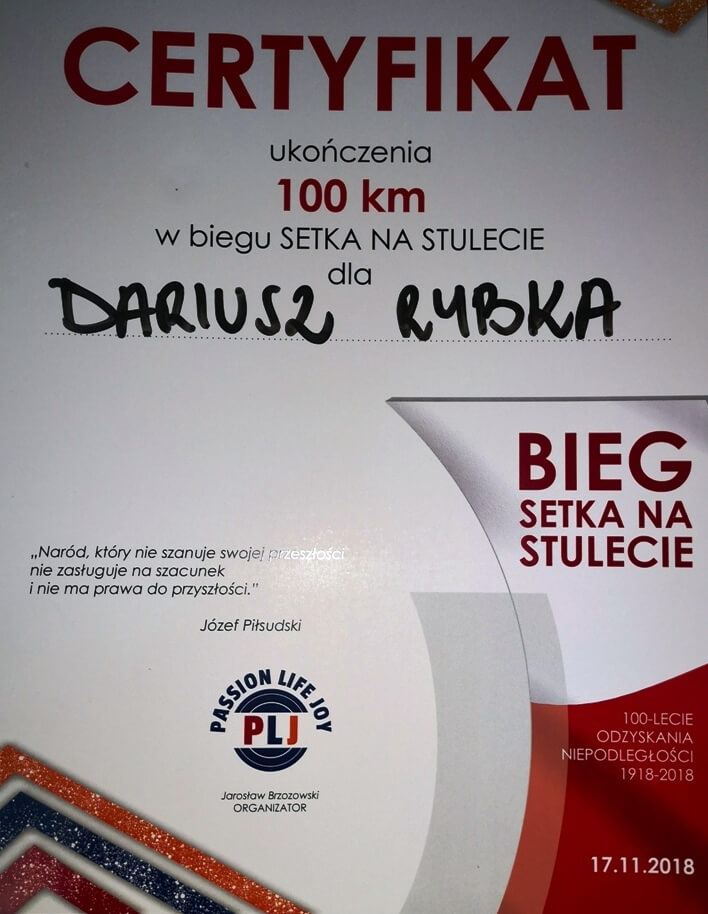 CERTYFIKAT
ukończenia
100 km
w biegu SETKA NA STULECIE
dla
DARIUSZ RYBKA
BIEG
SETKA NA
STULECIE
„Naród, który nie szanuje swojej przeszłości
nie zasługuje na szacunek
i nie ma prawa do przyszłości."
Józef Piłsudski
PASSION LIFE JOY
PLJ
Jarosław Brzozowski
ORGANIZATOR
100-LECIE
ODZYSKANIA
NIEPODLEGŁOŚCI
1918-2018
17.11.2018